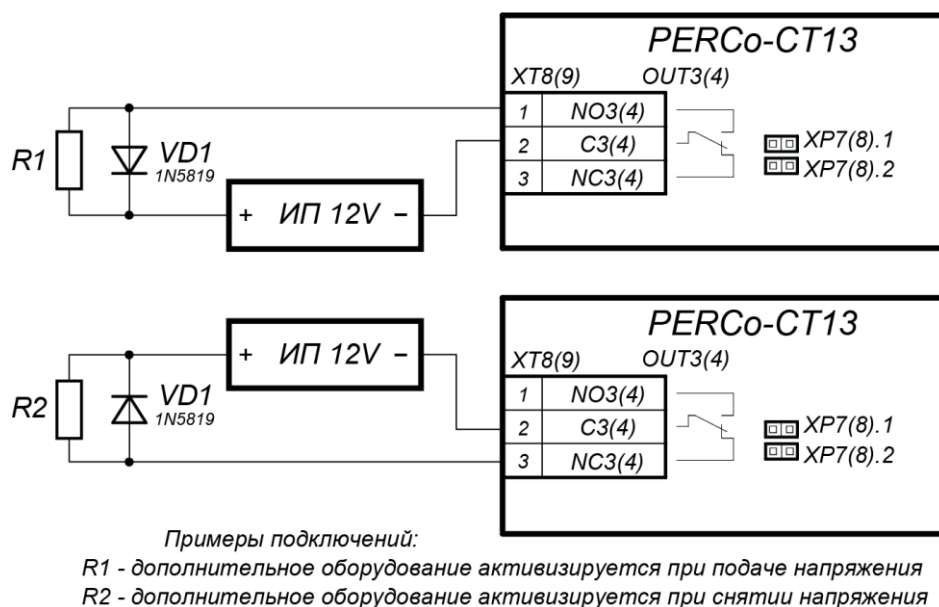 PERCo-CT13
XT8(9) OUT3(4)
1 NO3(4)
2 C3(4)
3 NC3(4)
XP7(8).1
XP7(8).2
R1
VD1
1N5819
+ ИП 12V −
PERCo-CT13
XT8(9) OUT3(4)
1 NO3(4)
2 C3(4)
3 NC3(4)
XP7(8).1
XP7(8).2
+ ИП 12V −
R2
VD1
1N5819
Примеры подключений:
R1 - дополнительное оборудование активизируется при подаче напряжения
R2 - дополнительное оборудование активизируется при снятии напряжения